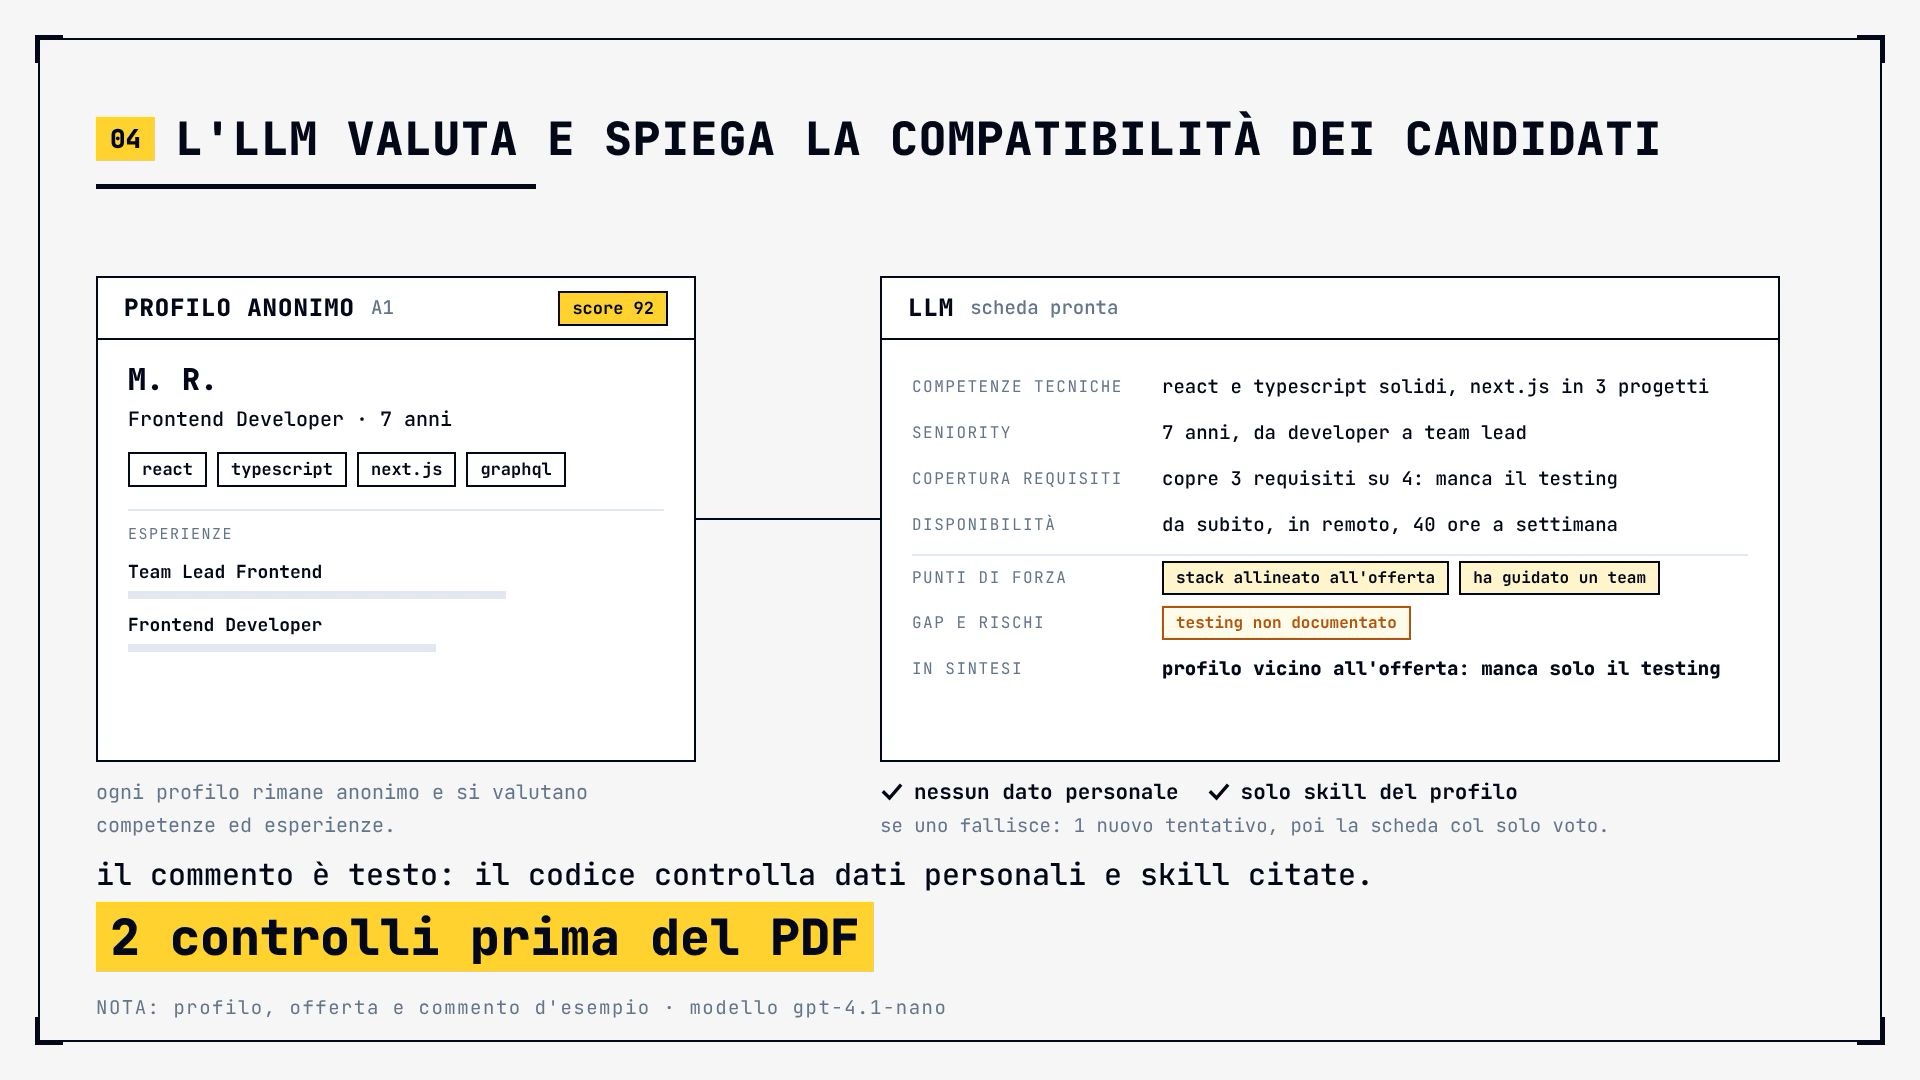 04 L'LLM VALUTA E SPIEGA LA COMPATIBILITÀ DEI CANDIDATI
PROFILO ANONIMO A1 score 92
M. R.
Frontend Developer · 7 anni
react typescript next.js graphql
ESPERIENZE
Team Lead Frontend
Frontend Developer
LLM scheda pronta
COMPETENZE TECNICHE react e typescript solidi, next.js in 3 progetti
SENIORITY 7 anni, da developer a team lead
COPERTURA REQUISITI copre 3 requisiti su 4: manca il testing
DISPONIBILITÀ da subito, in remoto, 40 ore a settimana
PUNTI DI FORZA stack allineato all'offerta ha guidato un team
GAP E RISCHI testing non documentato
IN SINTESI profilo vicino all'offerta: manca solo il testing
ogni profilo rimane anonimo e si valutano
competenze ed esperienze.
✓ nessun dato personale ✓ solo skill del profilo
se uno fallisce: 1 nuovo tentativo, poi la scheda col solo voto.
il commento è testo: il codice controlla dati personali e skill citate.
2 controlli prima del PDF
NOTA: profilo, offerta e commento d'esempio · modello gpt-4.1-nano